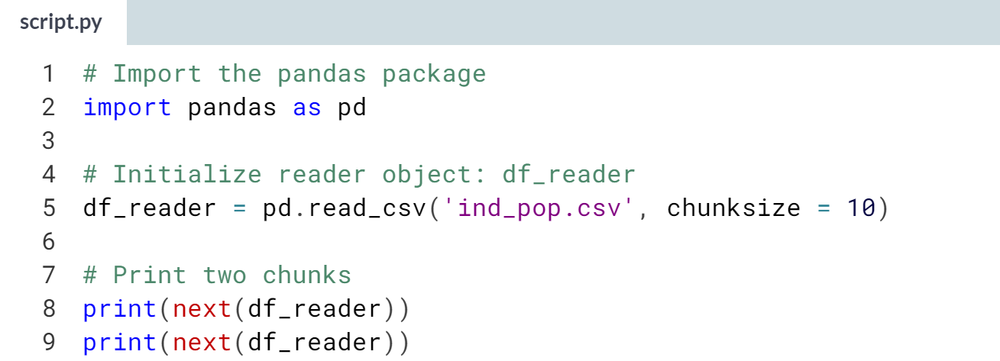 script.py
1 # Import the pandas package
2 import pandas as pd
3
4 # Initialize reader object: df_reader
5 df_reader = pd.read_csv('ind_pop.csv', chunksize = 10)
6
7 # Print two chunks
8 print(next(df_reader))
9 print(next(df_reader))